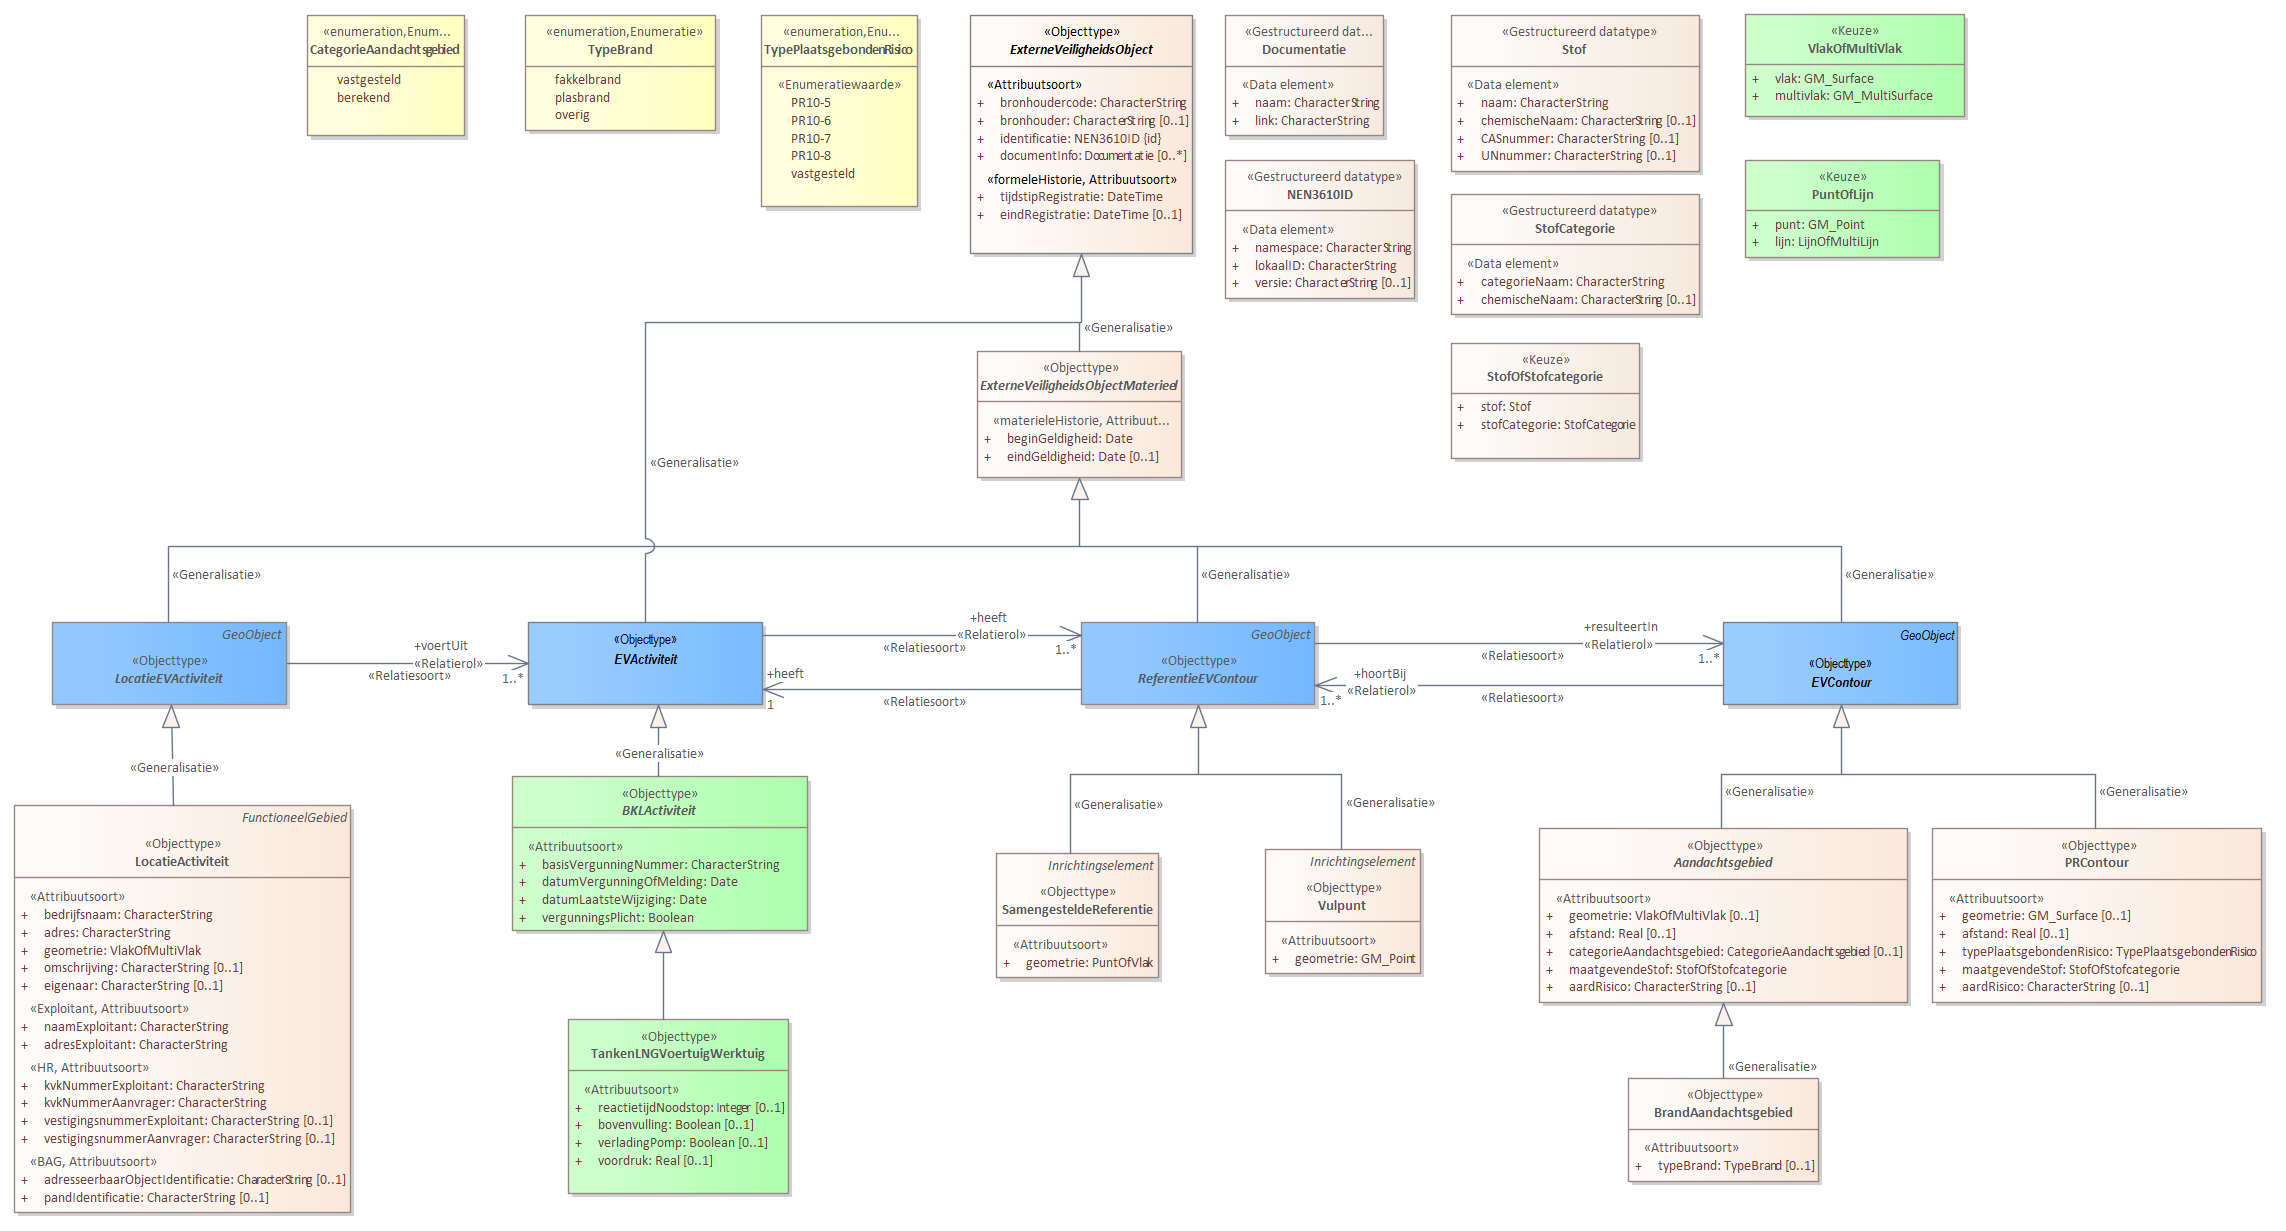 «enumeration,Enum...
CategorieAandachtsgebied
vastgesteld
berekend
«enumeration,Enumeratie»
TypeBrand
fakkelbrand
plasbrand
overig
«enumeration,Enu...
TypePlaatsgebondenRisico
«Enumeratiewaarde»
PR10-5
PR10-6
PR10-7
PR10-8
vastgesteld
«Objecttype»
ExterneVeiligheidsObject
«Attribuutsoort»
+ bronhoudercode: CharacterString
+ bronhouder: CharacterString [0..1]
+ identificatie: NEN3610ID {id}
+ documentInfo: Documentatie [0..*]
«formeleHistorie, Attribuutsoort»
+ tijdstipRegistratie: DateTime
+ eindRegistratie: DateTime [0..1]
«Gestructureerd dat...
Documentatie
«Data element»
+ naam: CharacterString
+ link: CharacterString
«Gestructureerd datatype»
NEN3610ID
«Data element»
+ namespace: CharacterString
+ lokaalID: CharacterString
+ versie: CharacterString [0..1]
«Gestructureerd datatype»
Stof
«Data element»
+ naam: CharacterString
+ chemischeNaam: CharacterString [0..1]
+ CASnummer: CharacterString [0..1]
+ UNnummer: CharacterString [0..1]
«Gestructureerd datatype»
StofCategorie
«Data element»
+ categorieNaam: CharacterString
+ chemischeNaam: CharacterString [0..1]
«Keuze»
StofOfStofcategorie
+ stof: Stof
+ stofCategorie: StofCategorie
«Keuze»
VlakOfMultiVlak
+ vlak: GM_Surface
+ multivlak: GM_MultiSurface
«Keuze»
PuntOfLijn
+ punt: GM_Point
+ lijn: LijnOfMultiLijn
«Generalisatie»
«Objecttype»
ExterneVeiligheidsObjectMaterieel
«materieleHistorie, Attribuut...
+ beginGeldigheid: Date
+ eindGeldigheid: Date [0..1]
«Generalisatie»
«Generalisatie»
«Generalisatie»
«Generalisatie»
GeoObject
«Objecttype»
LocatieEVActiviteit
+voertUit
«Relatierol»
«Relatiesoort»
1..*
«Objecttype»
EVActiviteit
+heeft
«Relatierol»
«Relatiesoort»
1..*
+heeft
1
«Relatiesoort»
GeoObject
«Objecttype»
ReferentieEVContour
+resulteertIn
«Relatierol»
«Relatiesoort»
1..*
+hoortBij
«Relatierol»
1..*
«Relatiesoort»
GeoObject
«Objecttype»
EVContour
«Generalisatie»
«Generalisatie»
«Generalisatie»
«Generalisatie»
«Generalisatie»
«Generalisatie»
FunctioneelGebied
«Objecttype»
LocatieActiviteit
«Attribuutsoort»
+ bedrijfsnaam: CharacterString
+ adres: CharacterString
+ geometrie: VlakOfMultiVlak
+ omschrijving: CharacterString [0..1]
+ eigenaar: CharacterString [0..1]
«Exploitant, Attribuutsoort»
+ naamExploitant: CharacterString
+ adresExploitant: CharacterString
«HR, Attribuutsoort»
+ kvkNummerExploitant: CharacterString
+ kvkNummerAanvrager: CharacterString
+ vestigingsnummerExploitant: CharacterString [0..1]
+ vestigingsnummerAanvrager: CharacterString [0..1]
«BAG, Attribuutsoort»
+ adresseerbaarObjectIdentificatie: CharacterString [0..1]
+ pandIdentificatie: CharacterString [0..1]
«Objecttype»
BKLActiviteit
«Attribuutsoort»
+ basisVergunningNummer: CharacterString
+ datumVergunningOfMelding: Date
+ datumLaatsteWijziging: Date
+ vergunningsPlicht: Boolean
«Objecttype»
TankenLNGVoertuigWerktuig
«Attribuutsoort»
+ reactietijdNoodstop: Integer [0..1]
+ bovenvulling: Boolean [0..1]
+ verladingPomp: Boolean [0..1]
+ voordruk: Real [0..1]
Inrichtingselement
«Objecttype»
SamengesteldeReferentie
«Attribuutsoort»
+ geometrie: PuntOfVlak
Inrichtingselement
«Objecttype»
Vulpunt
«Attribuutsoort»
+ geometrie: GM_Point
«Objecttype»
Aandachtsgebied
«Attribuutsoort»
+ geometrie: VlakOfMultiVlak [0..1]
+ afstand: Real [0..1]
+ categorieAandachtsgebied: CategorieAandachtsgebied [0..1]
+ maatgevendeStof: StofOfStofcategorie
+ aardRisico: CharacterString [0..1]
«Objecttype»
PRContour
«Attribuutsoort»
+ geometrie: GM_Surface [0..1]
+ afstand: Real [0..1]
+ typePlaatsgebondenRisico: TypePlaatsgebondenRisico
+ maatgevendeStof: StofOfStofcategorie
+ aardRisico: CharacterString [0..1]
«Generalisatie»
«Objecttype»
BrandAandachtsgebied
«Attribuutsoort»
+ typeBrand: TypeBrand [0..1]